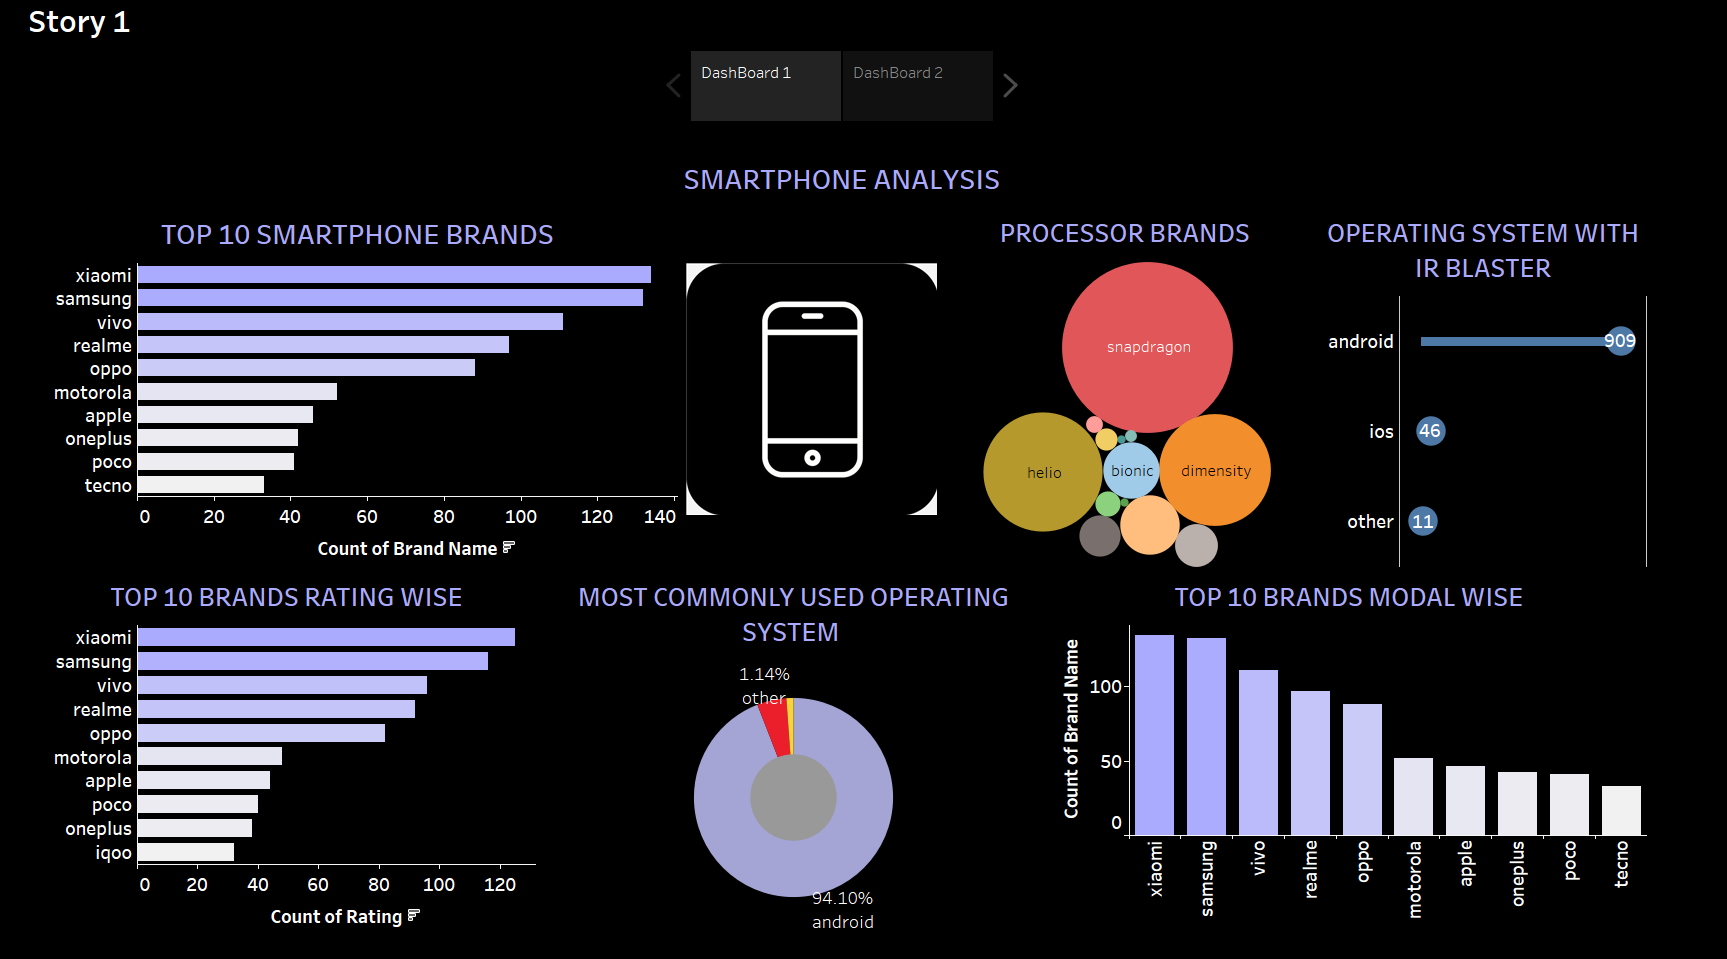 Story 1
DashBoard 1
DashBoard 2
SMARTPHONE ANALYSIS
TOP 10 SMARTPHONE BRANDS
xiaomi
samsung
vivo
realme
oppo
motorola
apple
oneplus
poco
tecno
0 20 40 60 80 100 120 140
Count of Brand Name
PROCESSOR BRANDS
snapdragon
helio
bionic
dimensity
OPERATING SYSTEM WITH
IR BLASTER
android 909
ios 46
other 11
TOP 10 BRANDS RATING WISE
xiaomi
samsung
vivo
realme
oppo
motorola
apple
poco
oneplus
iqoo
0 20 40 60 80 100 120
Count of Rating
MOST COMMONLY USED OPERATING
SYSTEM
1.14%
other
94.10%
android
TOP 10 BRANDS MODAL WISE
Count of Brand Name
100
50
0
xiaomi
samsung
vivo
realme
oppo
motorola
apple
oneplus
poco
tecno